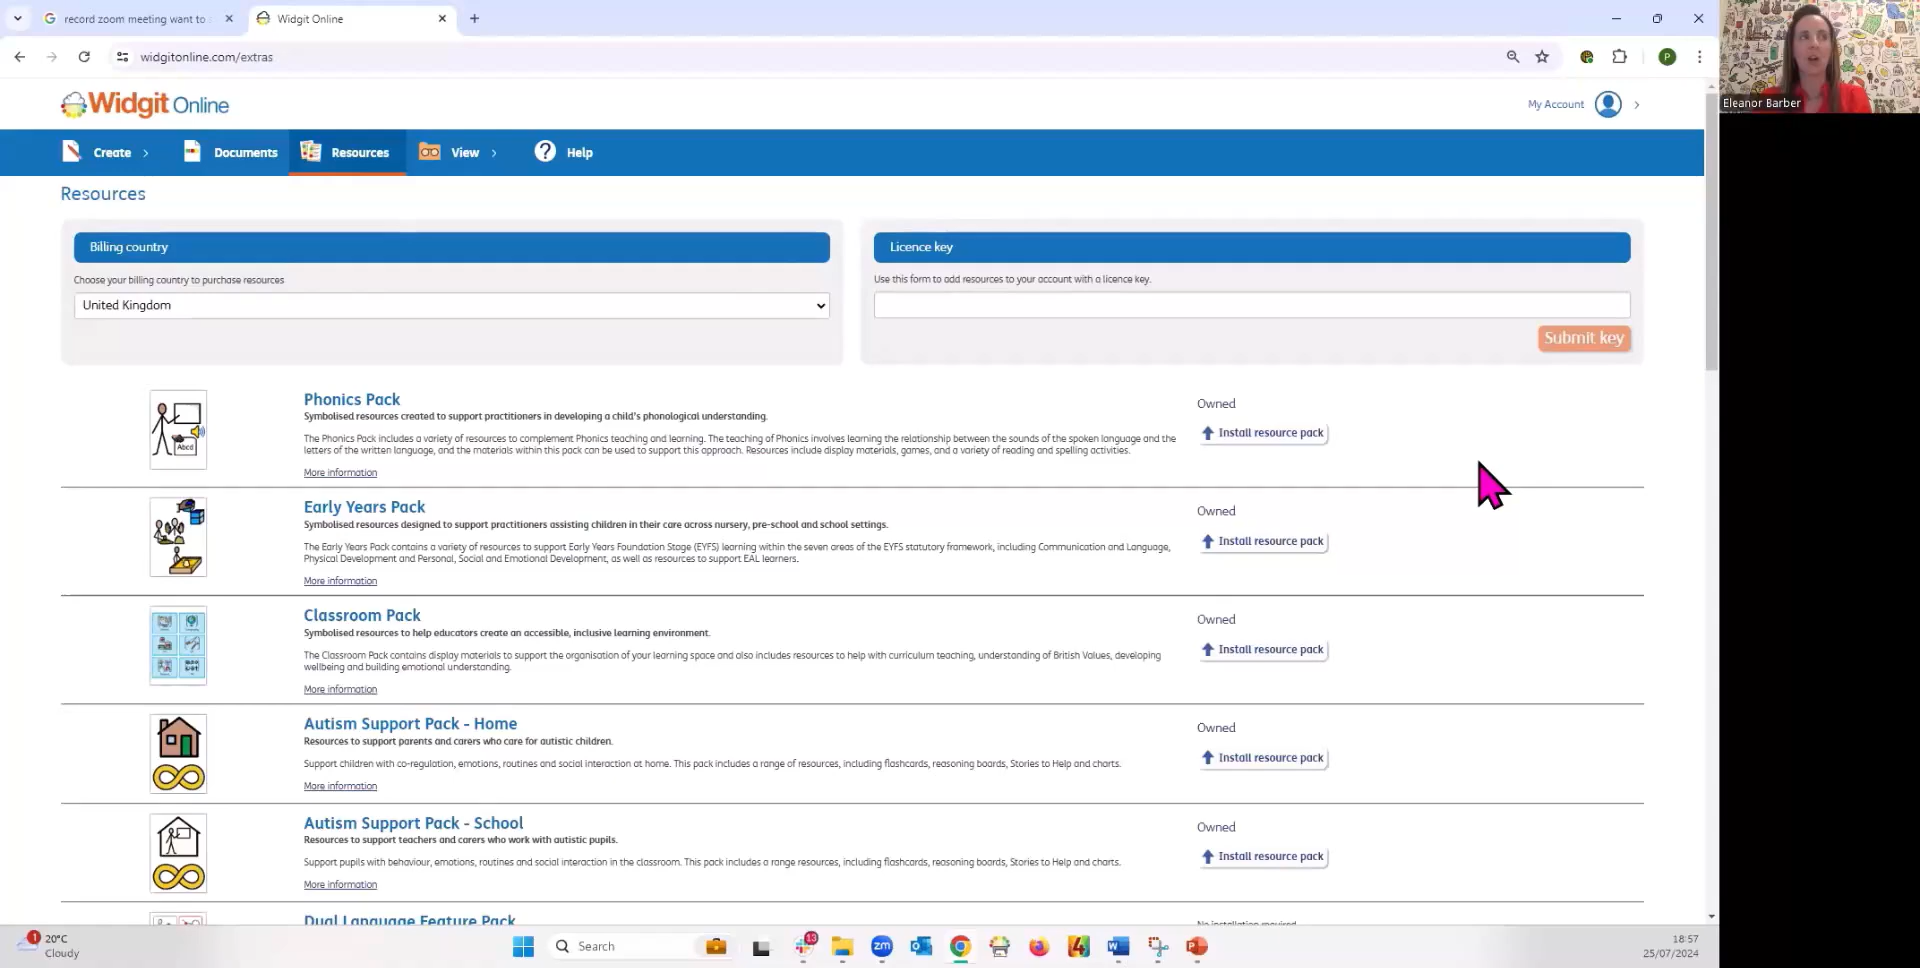 record zoom meeting want to
Widgit Online
widgitonline.com/extras
P
Eleanor Barber
Widgit Online
My Account
Create
Documents
Resources
View
Help
Resources
Billing country
Choose your billing country to purchase resources
United Kingdom
Licence key
Use this form to add resources to your account with a licence key.
Submit key
Abcd
Phonics Pack
Symbolised resources created to support practitioners in developing a child's phonological understanding.
The Phonics Pack includes a variety of resources to complement Phonics teaching and learning. The teaching of Phonics involves learning the relationship between the sounds of the spoken language and the
letters of the written language, and the materials within this pack can be used to support this approach. Resources include display materials, games, and a variety of reading and spelling activities.
More information
Owned
Install resource pack
Early Years Pack
Symbolised resources designed to support practitioners assisting children in their care across nursery, pre-school and school settings.
The Early Years Pack contains a variety of resources to support Early Years Foundation Stage (EYFS) learning within the seven areas of the EYFS statutory framework, including Communication and Language,
Physical Development and Personal, Social and Emotional Development, as well as resources to support EAL learners.
More information
Owned
Install resource pack
Classroom Pack
Symbolised resources to help educators create an accessible, inclusive learning environment.
The Classroom Pack contains display materials to support the organisation of your learning space and also includes resources to help with curriculum teaching, understanding of British Values, developing
wellbeing and building emotional understanding.
More information
Owned
Install resource pack
Autism Support Pack - Home
Resources to support parents and carers who care for autistic children.
Support children with co-regulation, emotions, routines and social interaction at home. This pack includes a range of resources, including flashcards, reasoning boards, Stories to Help and charts.
More information
Owned
Install resource pack
Autism Support Pack - School
Resources to support teachers and carers who work with autistic pupils.
Support pupils with behaviour, emotions, routines and social interaction in the classroom. This pack includes a range resources, including flashcards, reasoning boards, Stories to Help and charts.
More information
Owned
Install resource pack
Dual Language Feature Pack
No installation required
1
20°C
Cloudy
Search
13
zm
18:57
25/07/2024